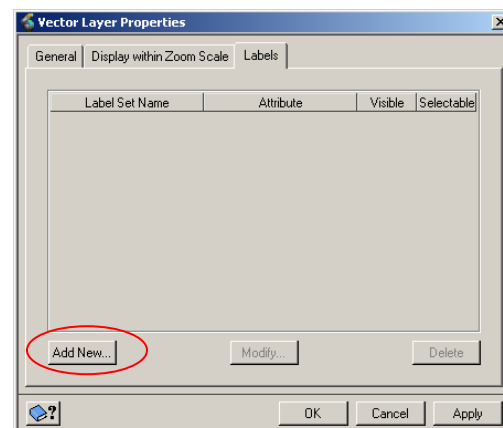 Vector Layer Properties
General Display within Zoom Scale Labels
Label Set Name Attribute Visible Selectable
Add New... Modify... Delete
? OK Cancel Apply